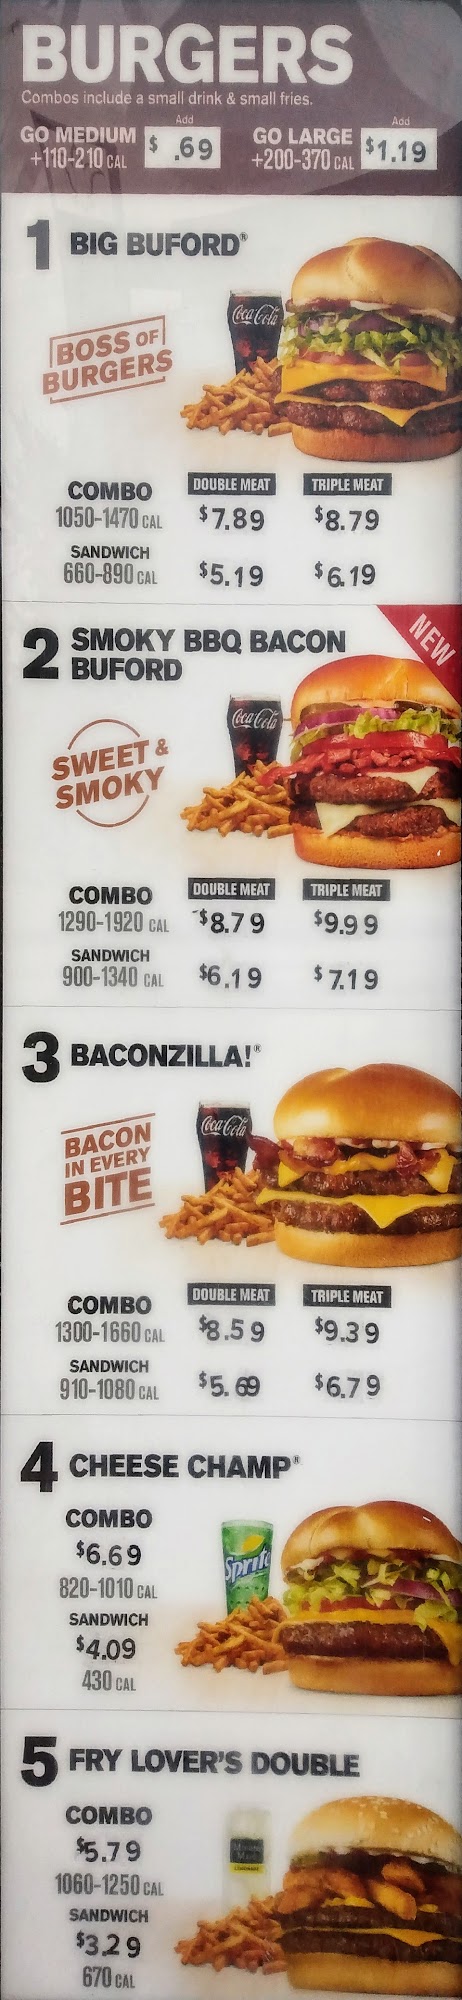 BURGERS
Combos include a small drink & small fries.
Add
GO MEDIUM $ .69
+110-210 CAL
Add
GO LARGE $1.19
+200-370 CAL
1 BIG BUFORD®
Coca-Cola
BOSS OF
BURGERS
DOUBLE MEAT TRIPLE MEAT
COMBO
1050-1470 CAL $7.89 $8.79
SANDWICH
660-890 CAL $5.19 $6.19
NEW
2 SMOKY BBQ BACON
BUFORD
Coca-Cola
SWEET &
SMOKY
DOUBLE MEAT TRIPLE MEAT
COMBO
1290-1920 CAL $8.79 $9.99
SANDWICH
900-1340 CAL $6.19 $7.19
3 BACONZILLA!®
Coca-Cola
BACON
IN EVERY
BITE
DOUBLE MEAT TRIPLE MEAT
COMBO
1300-1660 CAL $8.59 $9.39
SANDWICH
910-1080 CAL $5.69 $6.79
4 CHEESE CHAMP®
COMBO
$6.69
820-1010 CAL
SANDWICH
$4.09
430 CAL
Sprite
5 FRY LOVER'S DOUBLE
COMBO
$5.79
1060-1250 CAL
SANDWICH
$3.29
670 CAL